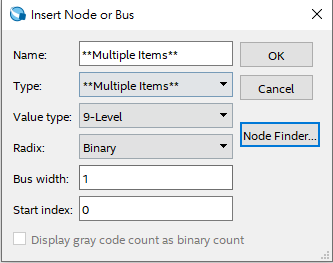 Insert Node or Bus
Name: **Multiple Items** OK
Type: **Multiple Items** Cancel
Value type: 9-Level
Node Finder...
Radix: Binary
Bus width: 1
Start index: 0
Display gray code count as binary count